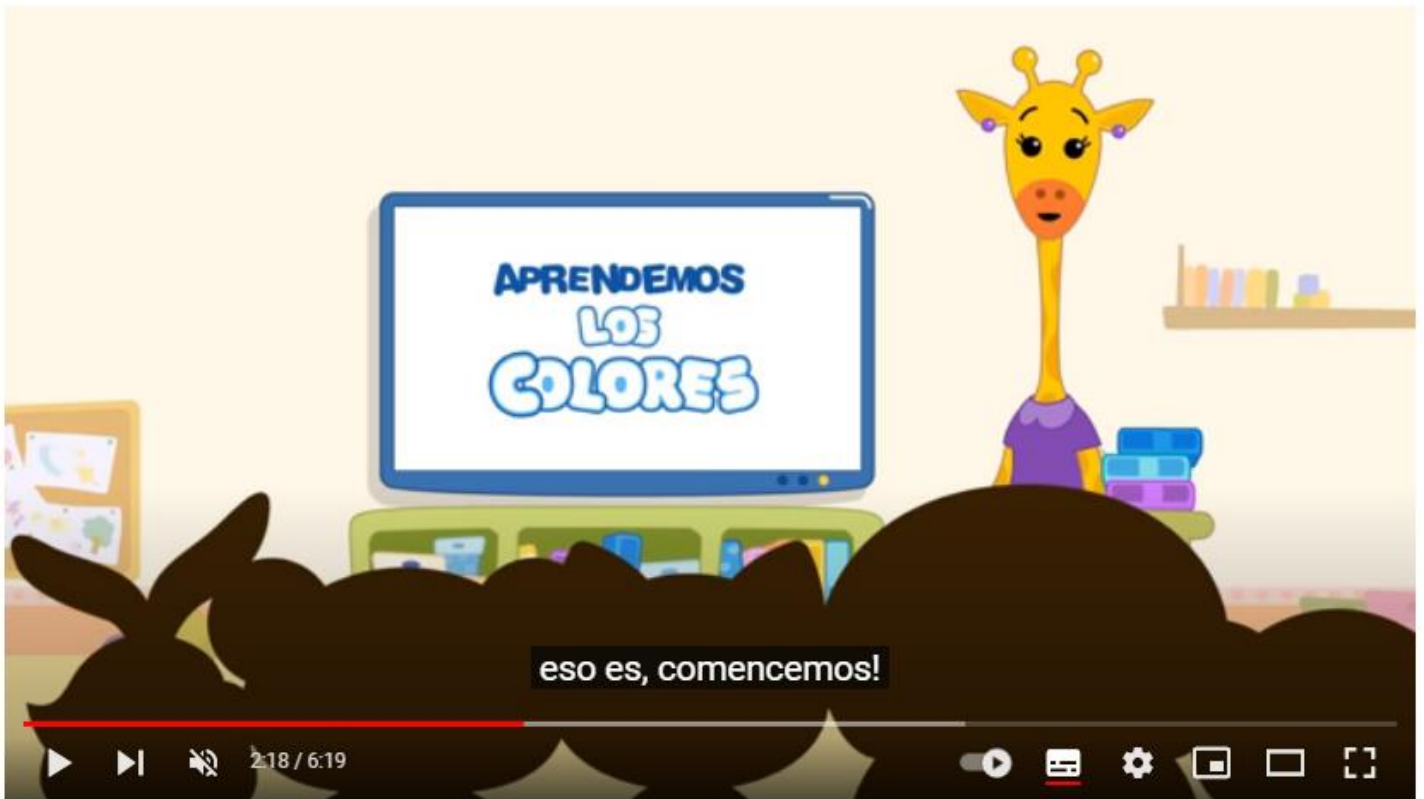 APRENDEMOS
LOS
COLORES
eso es, comencemos!
2:18 / 6:19